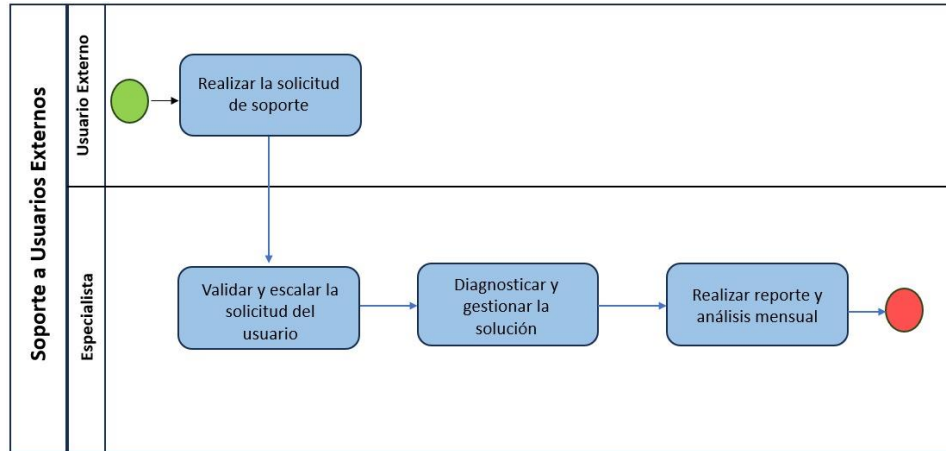 Soporte a Usuarios Externos
Usuario Externo
Realizar la solicitud
de soporte
Especialista
Validar y escalar la
solicitud del
usuario
Diagnosticar y
gestionar la
solución
Realizar reporte y
análisis mensual